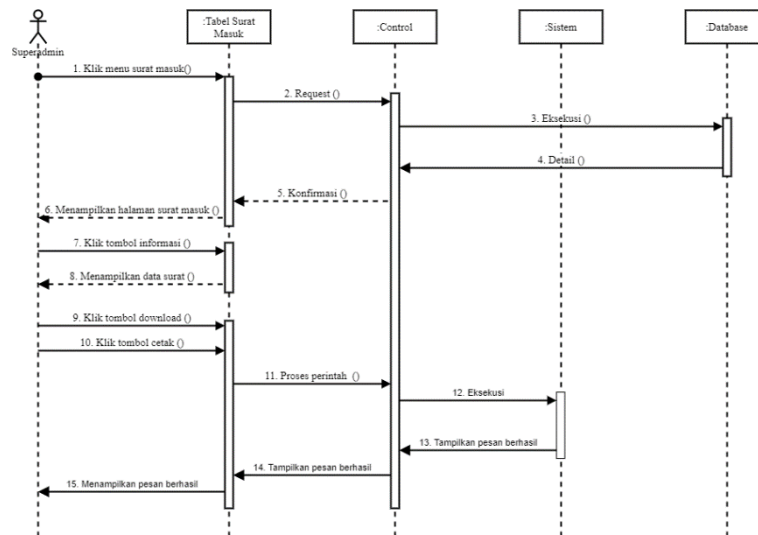 :Tabel Surat
Masuk
:Control
:Sistem
:Database
Superadmin
1. Klik menu surat masuk()
2. Request ()
3. Eksekusi ()
4. Detail ()
5. Konfirmasi ()
6. Menampilkan halaman surat masuk ()
7. Klik tombol informasi ()
8. Menampilkan data surat ()
9. Klik tombol download ()
10. Klik tombol cetak ()
11. Proses perintah ()
12. Eksekusi
13. Tampilkan pesan berhasil
14. Tampilkan pesan berhasil
15. Menampilkan pesan berhasil